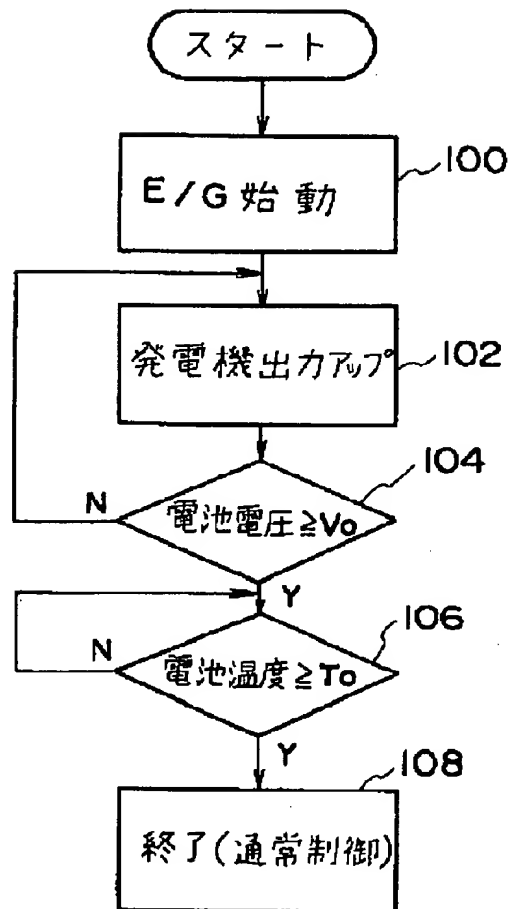 スタート
E/G 始動
100
発電機出力アップ
102
104
電池電圧≧Vo
N
Y
106
電池温度≧To
N
Y
108
終了(通常制御)